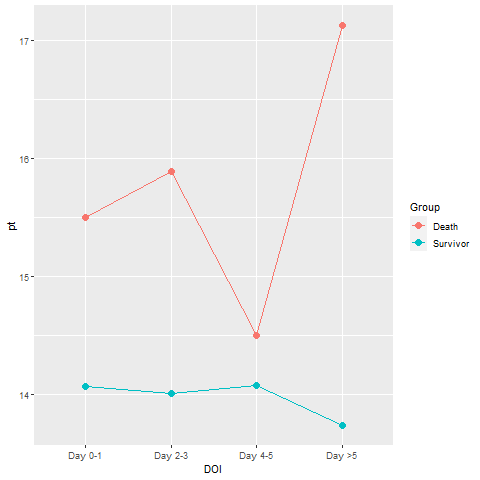 17
16
15
14
pt
Day 0-1
Day 2-3
Day 4-5
Day >5
DOI
Group
Death
Survivor